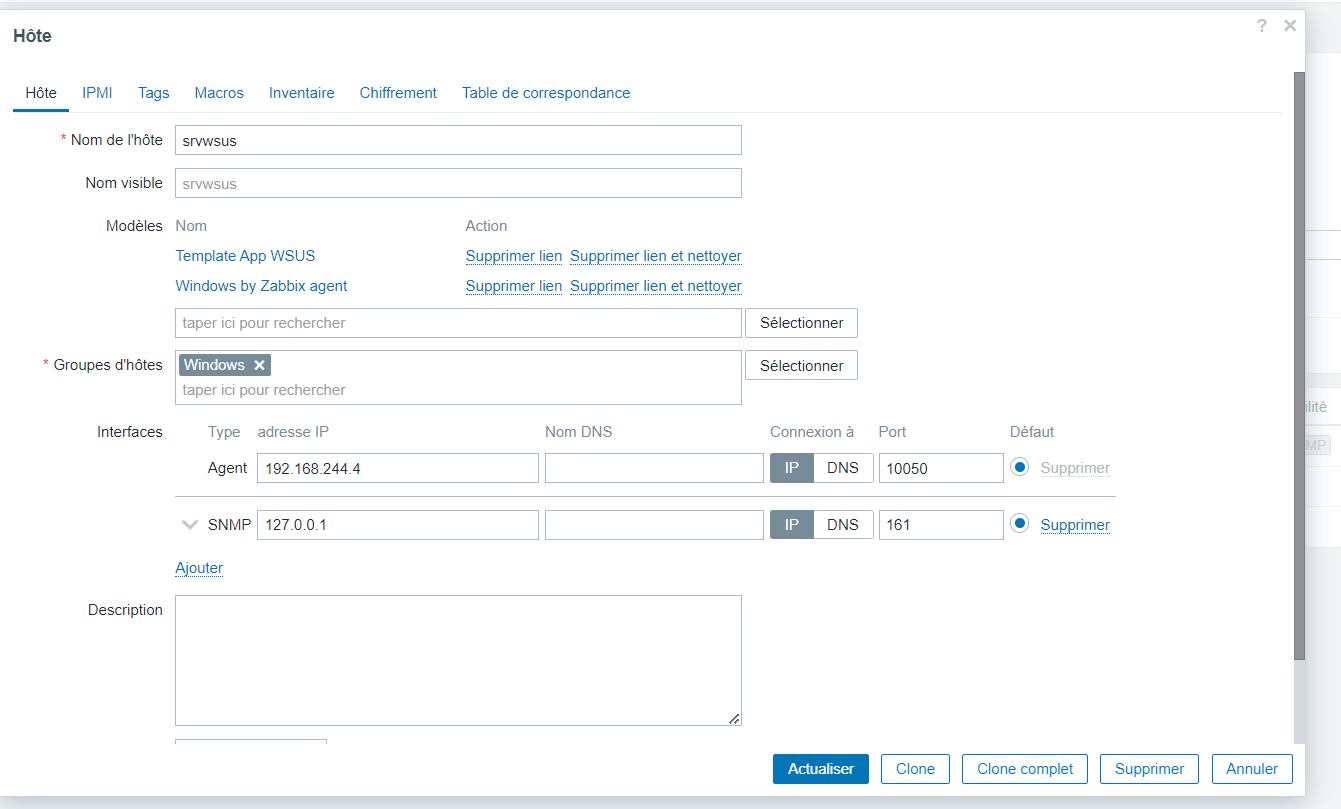 Hôte
? ×
Hôte IPMI Tags Macros Inventaire Chiffrement Table de correspondance
* Nom de l'hôte srvwsus
Nom visible srvwsus
Modèles Nom Action
Template App WSUS Supprimer lien Supprimer lien et nettoyer
Windows by Zabbix agent Supprimer lien Supprimer lien et nettoyer
taper ici pour rechercher Sélectionner
* Groupes d'hôtes Windows × Sélectionner
taper ici pour rechercher
ilité
Interfaces Type adresse IP Nom DNS Connexion à Port Défaut
MP
Agent 192.168.244.4 IP DNS 10050 Supprimer
SNMP 127.0.0.1 IP DNS 161 Supprimer
Ajouter
Description
Actualiser Clone Clone complet Supprimer Annuler